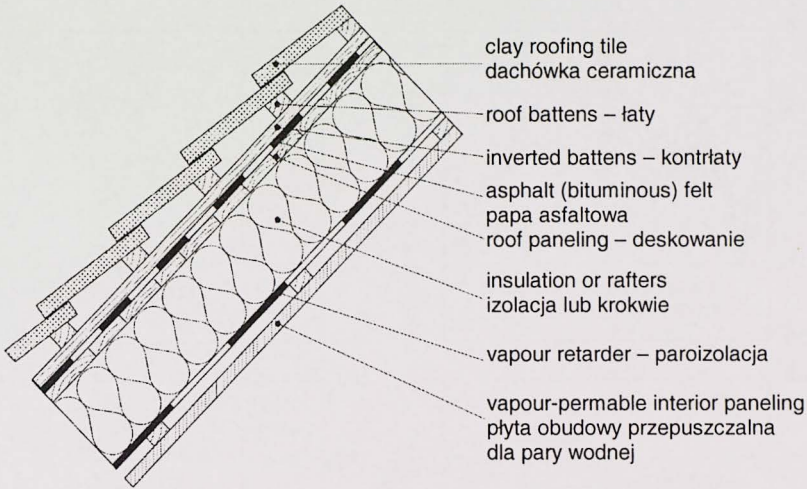 clay roofing tile
dachówka ceramiczna
roof battens – łaty
inverted battens – kontrłaty
asphalt (bituminous) felt
papa asfaltowa
roof paneling – deskowanie
insulation or rafters
izolacja lub krokwie
vapour retarder – paroizolacja
vapour-permable interior paneling
płyta obudowy przepuszczalna
dla pary wodnej